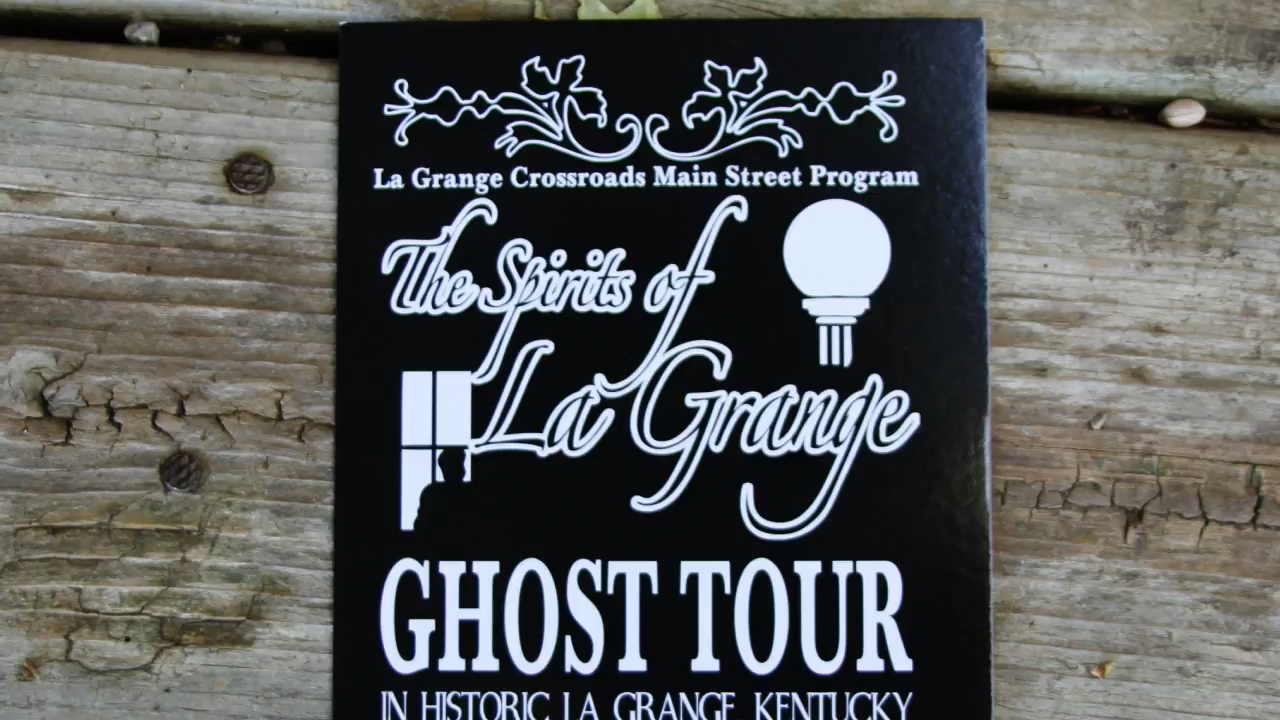 La Grange Crossroads Main Street Program
The Spirits of
La Grange
GHOST TOUR
IN HISTORIC LA GRANGE, KENTUCKY